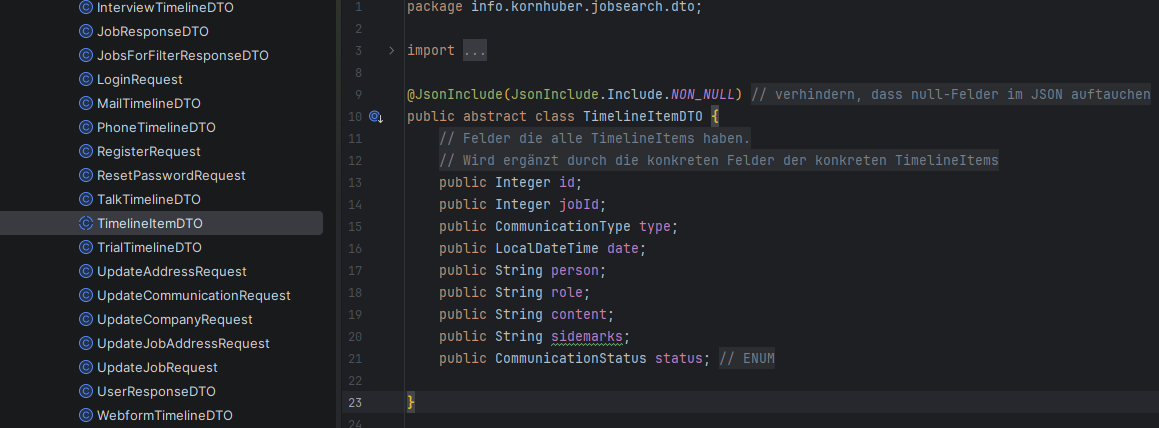 InterviewTimelineDTO
JobResponseDTO
JobsForFilterResponseDTO
LoginRequest
MailTimelineDTO
PhoneTimelineDTO
RegisterRequest
ResetPasswordRequest
TalkTimelineDTO
TimelineItemDTO
TrialTimelineDTO
UpdateAddressRequest
UpdateCommunicationRequest
UpdateCompanyRequest
UpdateJobAddressRequest
UpdateJobRequest
UserResponseDTO
WebformTimelineDTO
1 package info.kornhuber.jobsearch.dto;
2
3 import ...
8
9 @JsonInclude(JsonInclude.Include.NON_NULL) // verhindern, dass null-Felder im JSON auftauchen
10 public abstract class TimelineItemDTO {
11 // Felder die alle TimelineItems haben.
12 // Wird ergänzt durch die konkreten Felder der konkreten TimelineItems
13 public Integer id;
14 public Integer jobId;
15 public CommunicationType type;
16 public LocalDateTime date;
17 public String person;
18 public String role;
19 public String content;
20 public String sidemarks;
21 public CommunicationStatus status; // ENUM
22
23 }
24